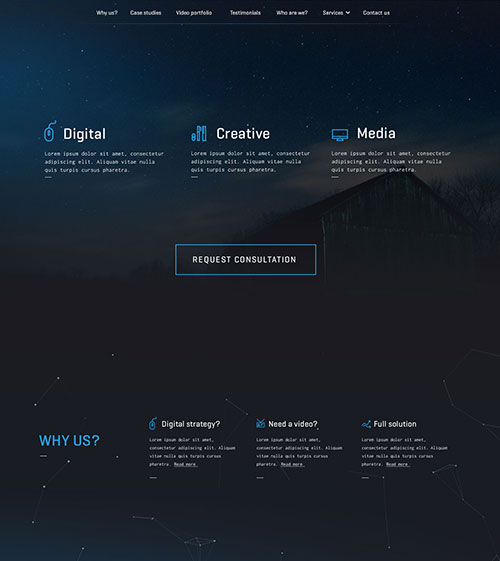 Why us? Case studies Video portfolio Testimonials Who are we? Services Contact us
Digital
Lorem ipsum dolor sit amet, consectetur
adipiscing elit. Aliquam vitae nulla
quis turpis cursus pharetra.
Creative
Lorem ipsum dolor sit amet, consectetur
adipiscing elit. Aliquam vitae nulla
quis turpis cursus pharetra.
Media
Lorem ipsum dolor sit amet, consectetur
adipiscing elit. Aliquam vitae nulla
quis turpis cursus pharetra.
REQUEST CONSULTATION
WHY US?
Digital strategy?
Lorem ipsum dolor sit amet,
consectetur adipiscing elit. Aliquam
vitae nulla quis turpis cursus
pharetra. Read more
Need a video?
Lorem ipsum dolor sit amet,
consectetur adipiscing elit. Aliquam
vitae nulla quis turpis cursus
pharetra. Read more
Full solution
Lorem ipsum dolor sit amet,
consectetur adipiscing elit. Aliquam
vitae nulla quis turpis cursus
pharetra. Read more